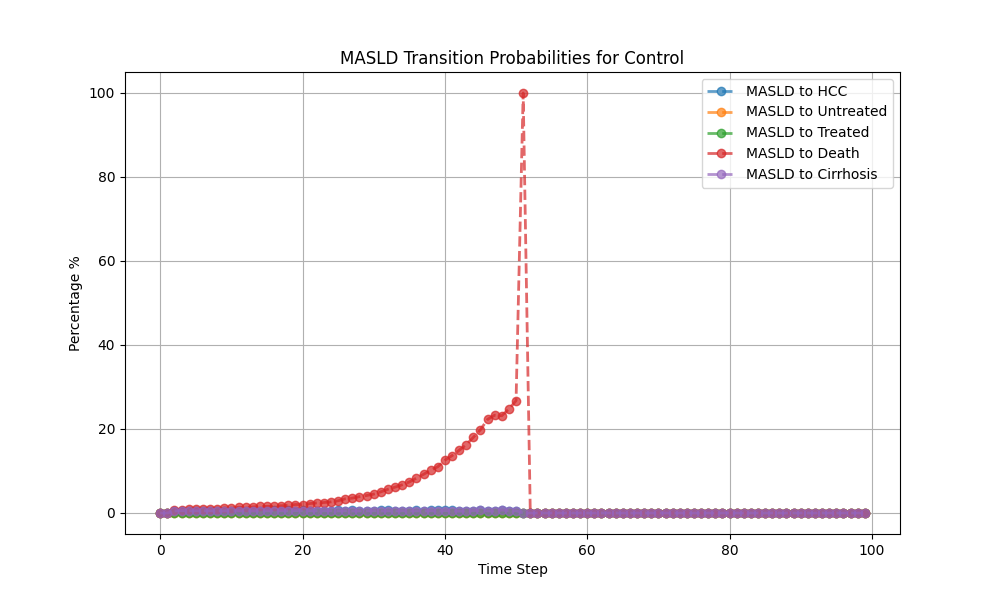 MASLD Transition Probabilities for Control
100
80
60
40
20
0
Percentage %
MASLD to HCC
MASLD to Untreated
MASLD to Treated
MASLD to Death
MASLD to Cirrhosis
0 20 40 60 80 100
Time Step